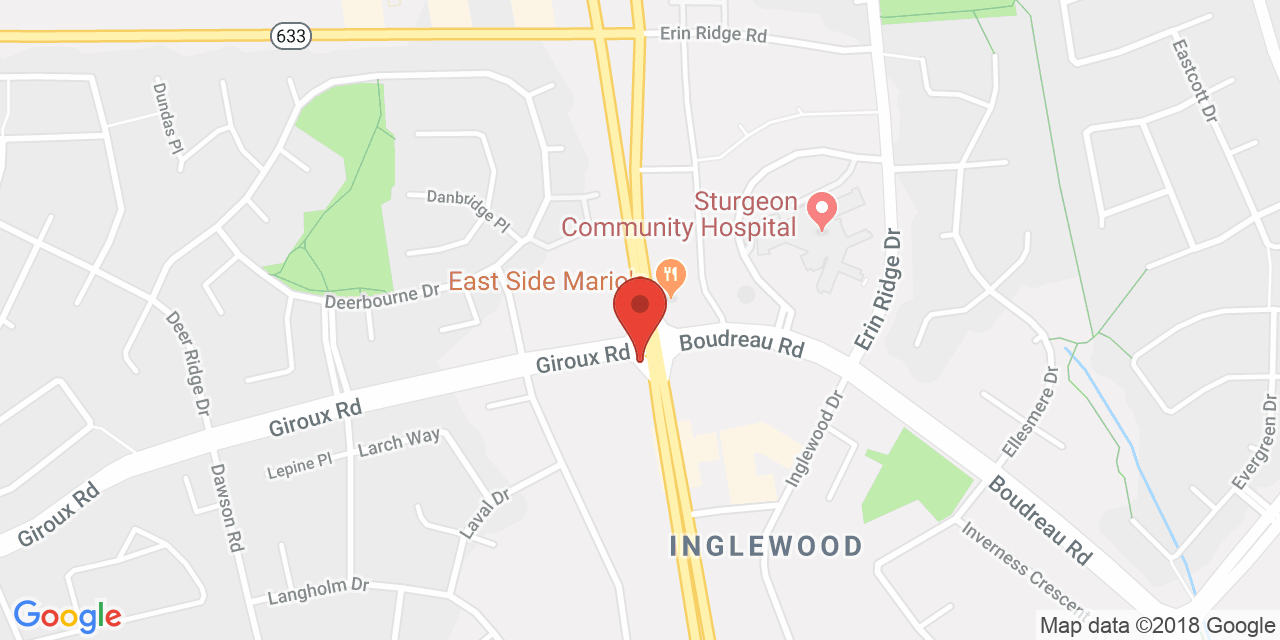 633
Erin Ridge Rd
Eastcott Dr
Dundas Pl
Danbridge Pl
Sturgeon
Community Hospital
East Side Mario's
Deerbourne Dr
Erin Ridge Dr
Deer Ridge Dr
Giroux Rd
Boudreau Rd
Giroux Rd
Larch Way
Lepine Pl
Inglewood Dr
Ellesmere Dr
Evergreen Dr
Giroux Rd
Dawson Rd
Laval Dr
Boudreau Rd
INGLEWOOD
Inverness Crescent
Langholm Dr
Google
Map data ©2018 Google